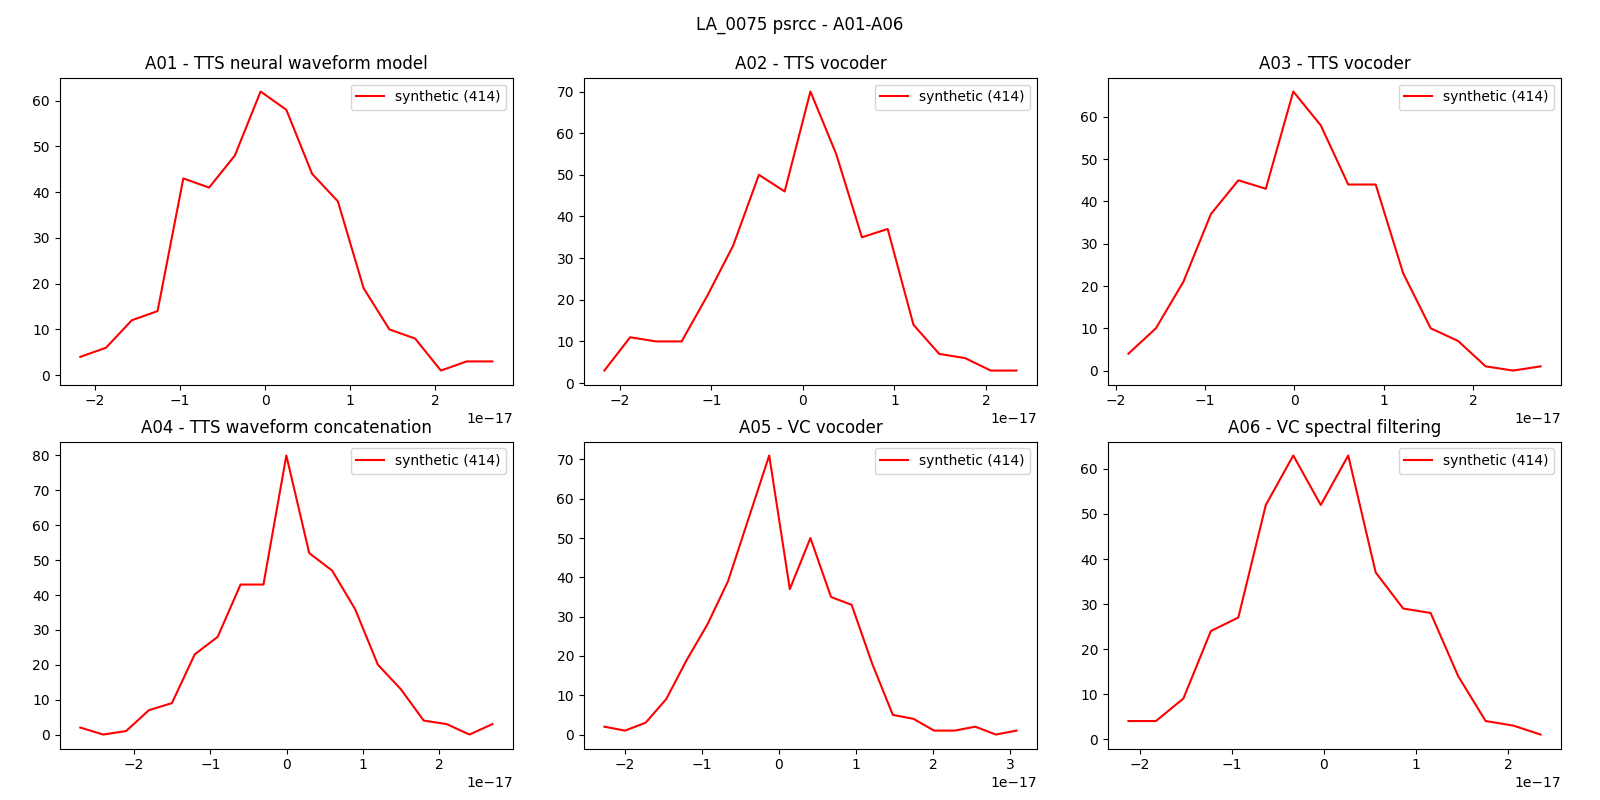 LA_0075 psrcc - A01-A06
A01 - TTS neural waveform model
synthetic (414)
60
50
40
30
20
10
0
−2 −1 0 1 2
1e−17
A02 - TTS vocoder
synthetic (414)
70
60
50
40
30
20
10
0
−2 −1 0 1 2
1e−17
A03 - TTS vocoder
synthetic (414)
60
50
40
30
20
10
0
−2 −1 0 1 2
1e−17
A04 - TTS waveform concatenation
synthetic (414)
80
70
60
50
40
30
20
10
0
−2 −1 0 1 2
1e−17
A05 - VC vocoder
synthetic (414)
70
60
50
40
30
20
10
0
−2 −1 0 1 2 3
1e−17
A06 - VC spectral filtering
synthetic (414)
60
50
40
30
20
10
0
−2 −1 0 1 2
1e−17